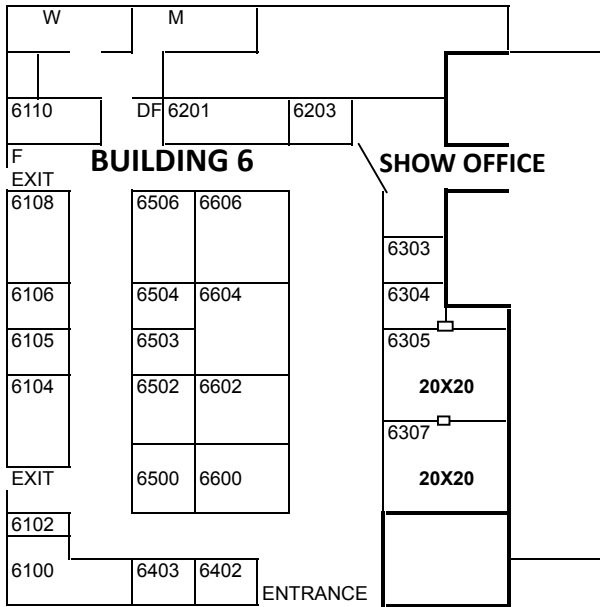 W M
6110 DF 6201 6203
F BUILDING 6 SHOW OFFICE
EXIT
6108 6506 6606
6303
6106 6504 6604 6304
6105 6503 6305
6104 6502 6602 20X20
6307
EXIT 6500 6600 20X20
6102
6100 6403 6402
ENTRANCE